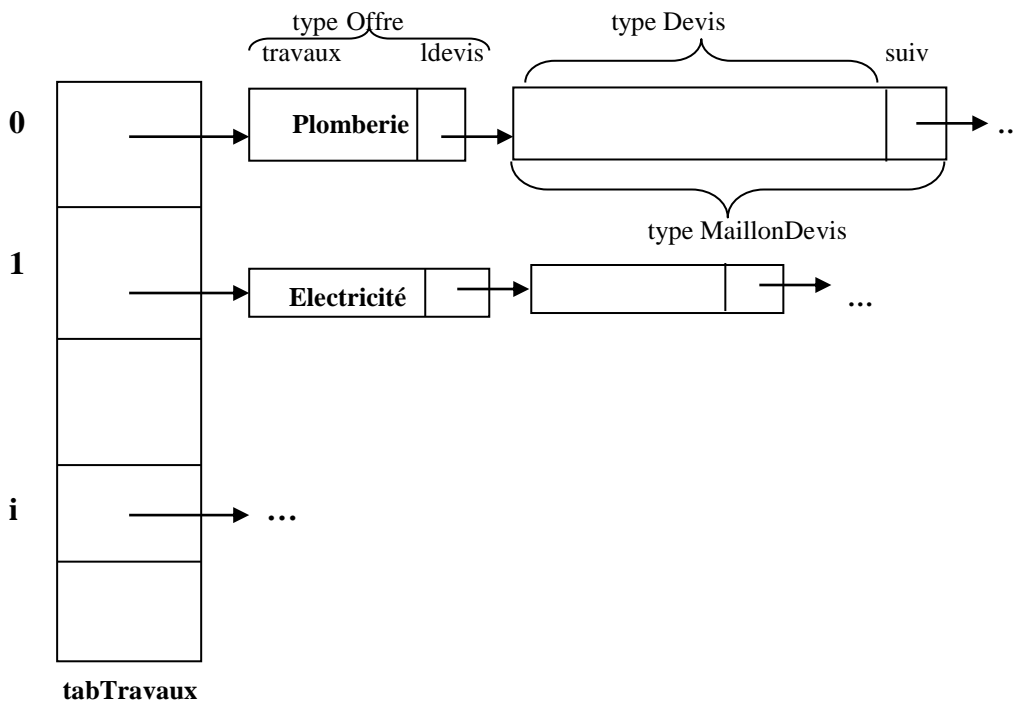 type Offre
type Devis
travaux
ldevis
suiv
0
Plomberie
..
type MaillonDevis
1
Electricité
...
i
...
tabTravaux